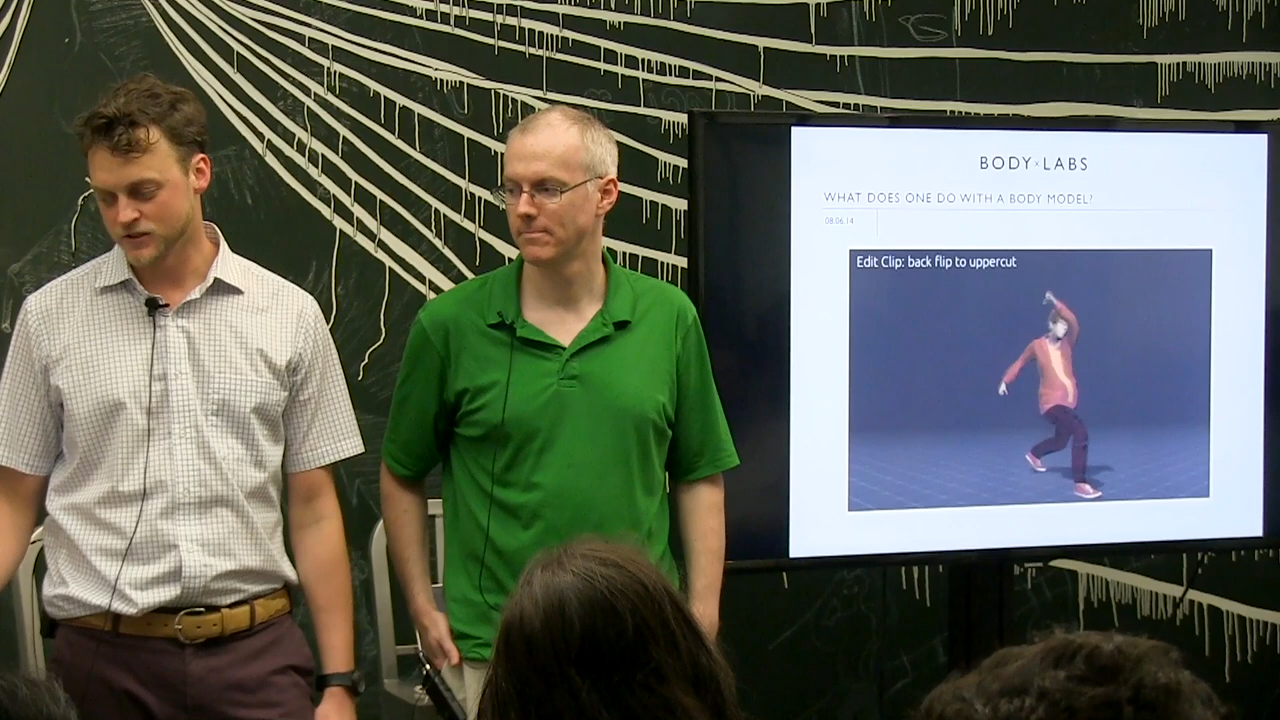 BODY×LABS
WHAT DOES ONE DO WITH A BODY MODEL?
08.06.14
Edit Clip: back flip to uppercut